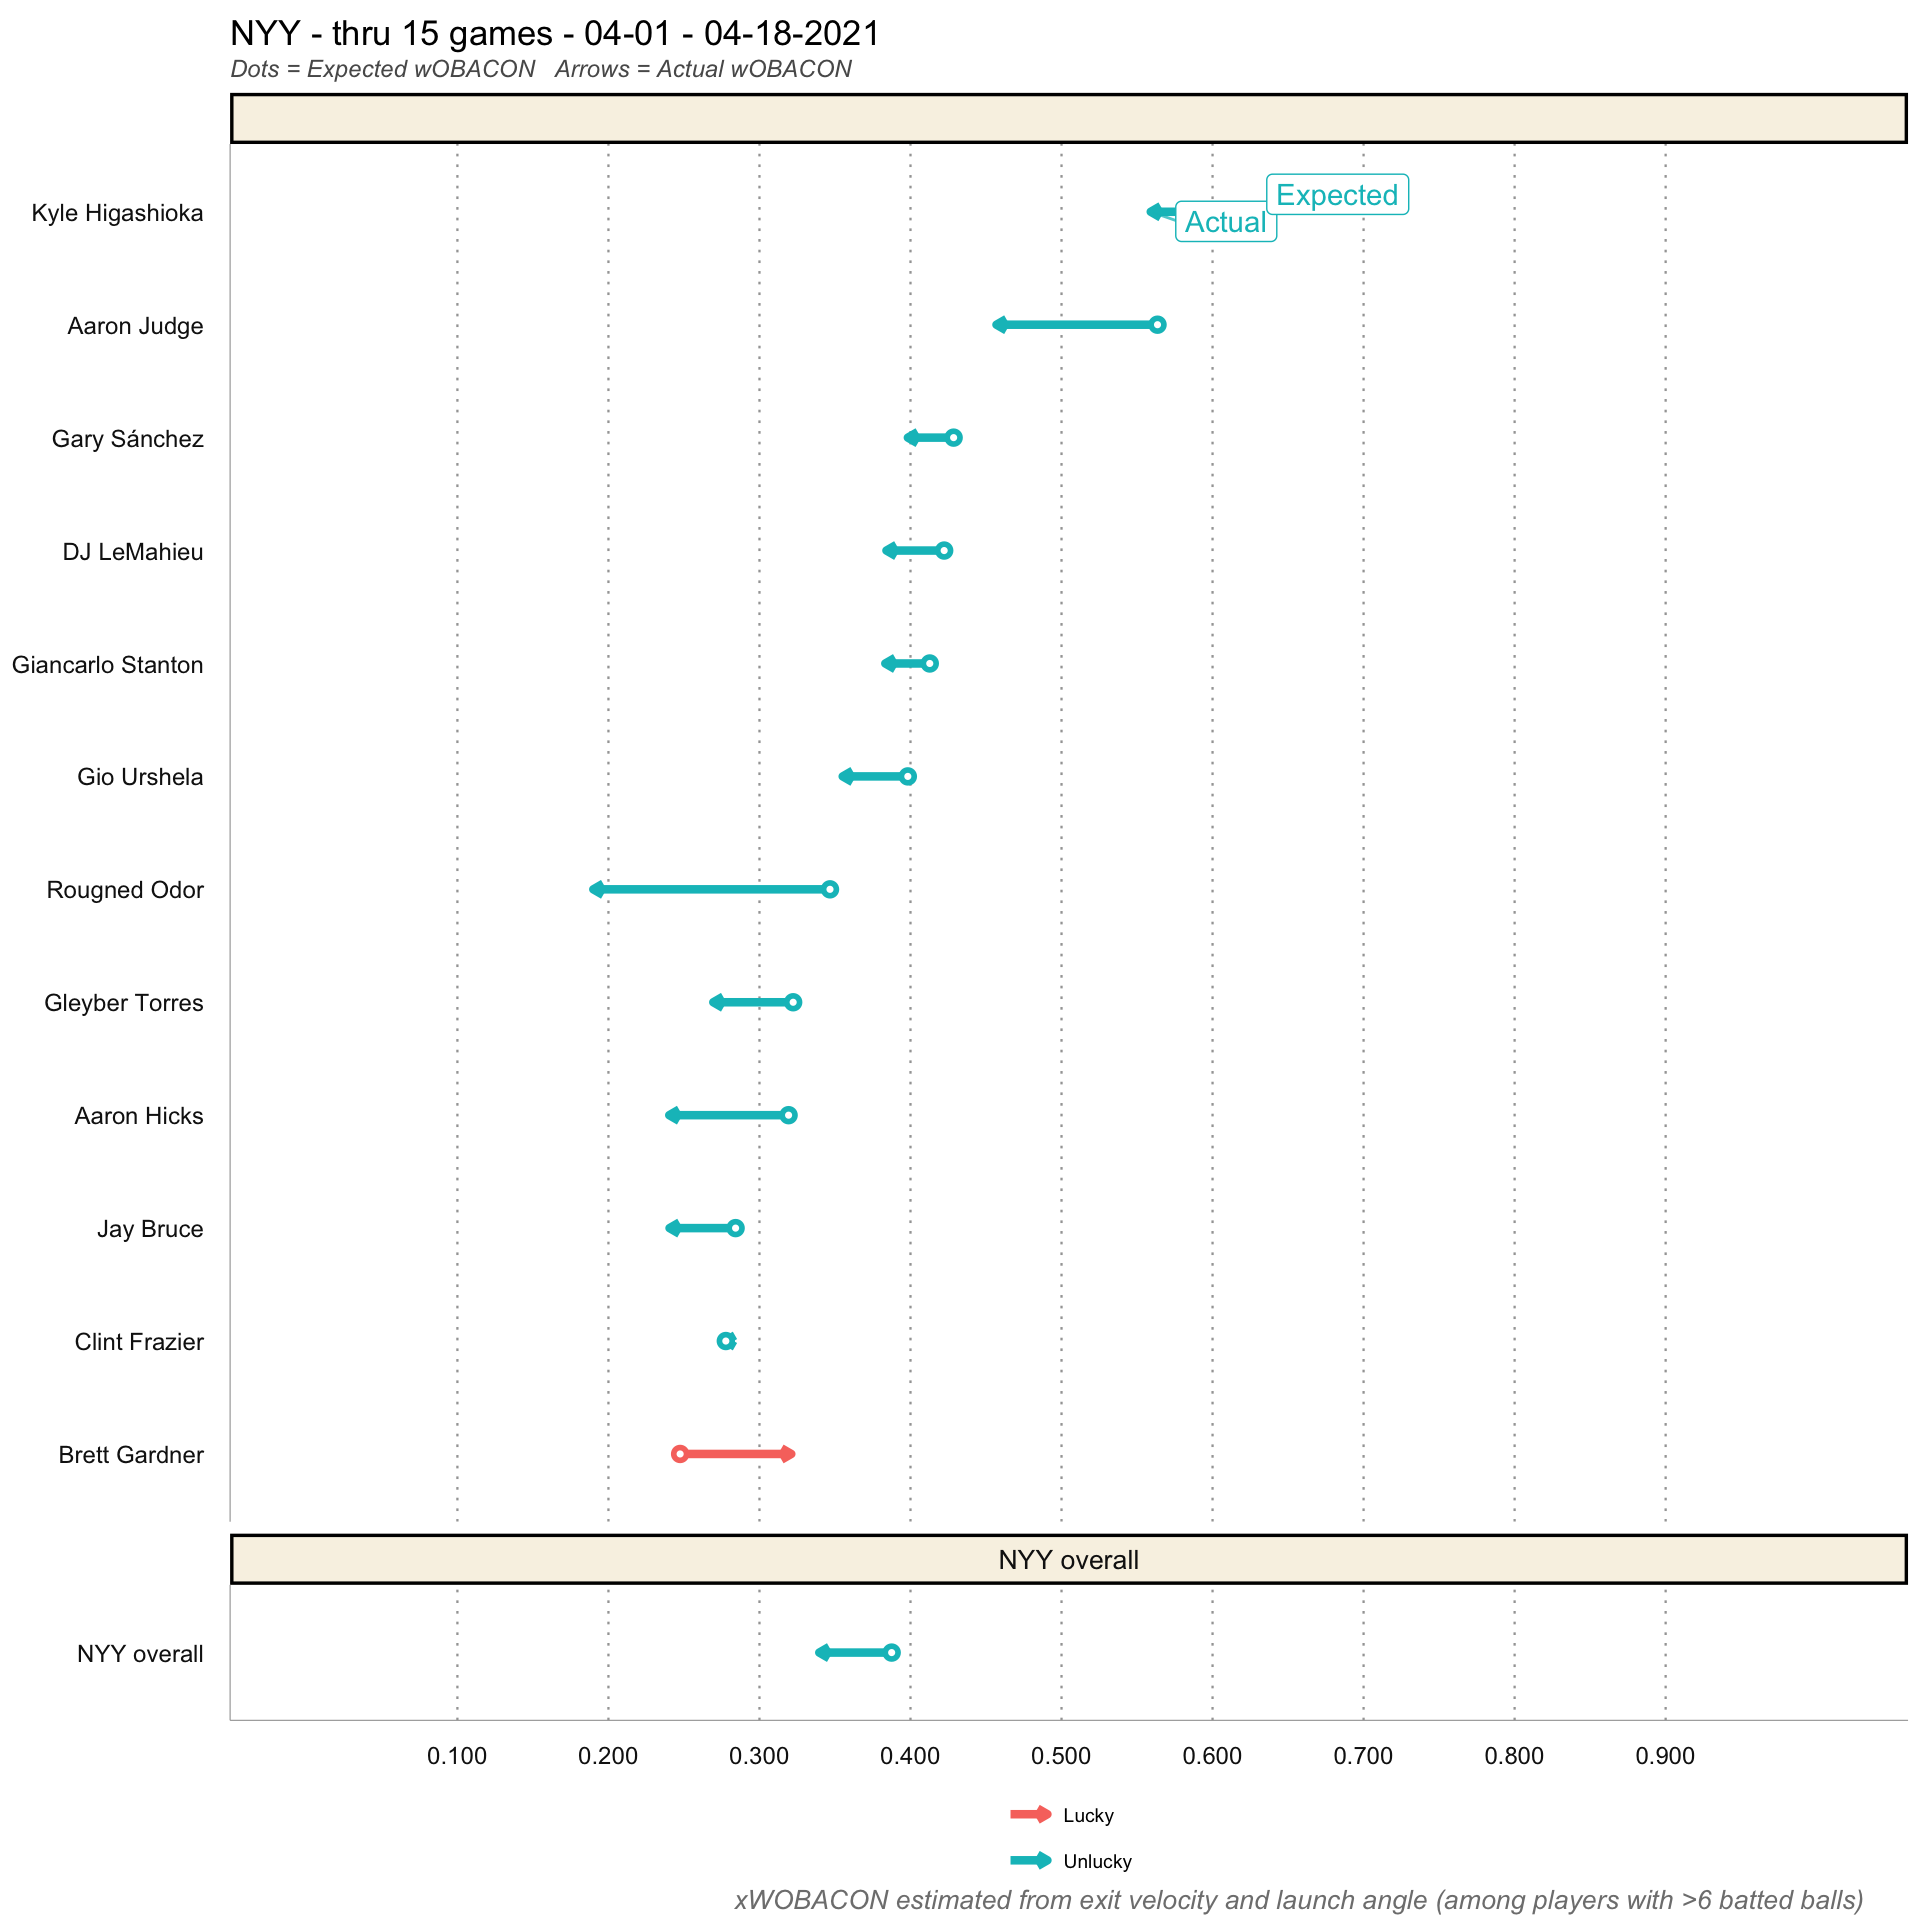 NYY - thru 15 games - 04-01 - 04-18-2021
Dots = Expected wOBACON   Arrows = Actual wOBACON
Kyle Higashioka
Expected
Actual
Aaron Judge
Gary Sánchez
DJ LeMahieu
Giancarlo Stanton
Gio Urshela
Rougned Odor
Gleyber Torres
Aaron Hicks
Jay Bruce
Clint Frazier
Brett Gardner
NYY overall
NYY overall
0.100 0.200 0.300 0.400 0.500 0.600 0.700 0.800 0.900
Lucky
Unlucky
xWOBACON estimated from exit velocity and launch angle (among players with >6 batted balls)